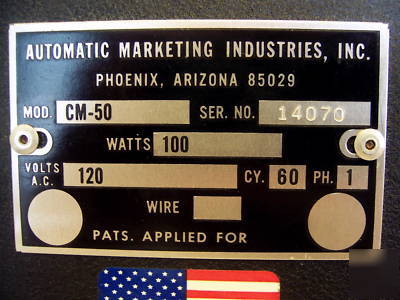 AUTOMATIC MARKETING INDUSTRIES, INC.
PHOENIX, ARIZONA 85029
MOD. CM-50 SER. NO. 14070
WATTS 100
VOLTS A.C. 120 CY. 60 PH. 1
WIRE
PATS. APPLIED FOR